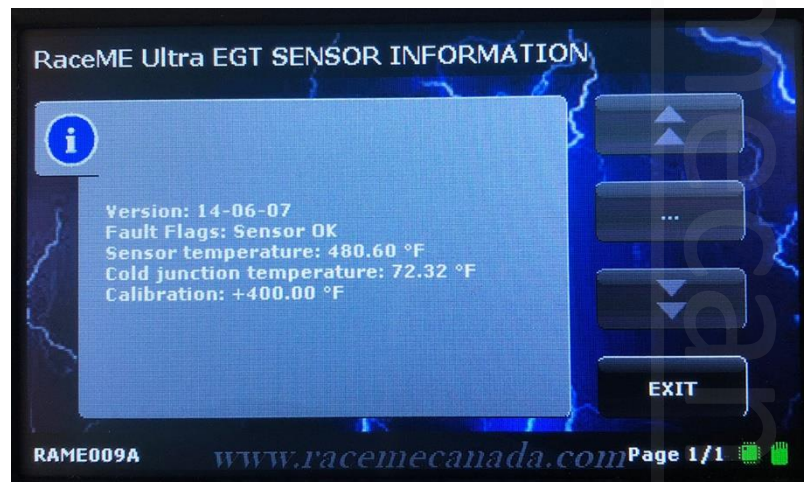 RaceME Ultra EGT SENSOR INFORMATION
i
Version: 14-06-07
Fault Flags: Sensor OK
Sensor temperature: 480.60 °F
Cold junction temperature: 72.32 °F
Calibration: +400.00 °F
...
EXIT
RAME009A
www.racemecanada.com
Page 1/1
mecan